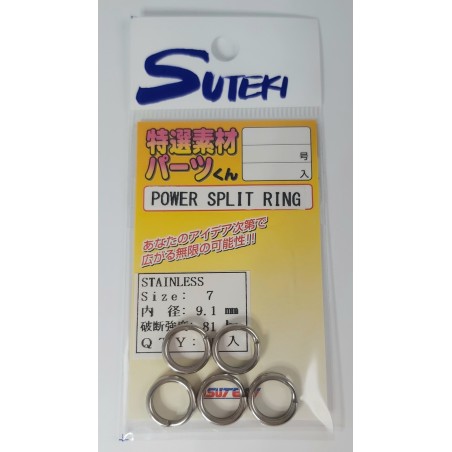 SUTEKI
特選素材
パーツくん
号
入
POWER SPLIT RING
あなたのアイデア次第で
広がる無限の可能性!!
STAINLESS
Size: 7
内 径: 9.1 mm
破断強度: 81
QTY: 入
SUTEKI